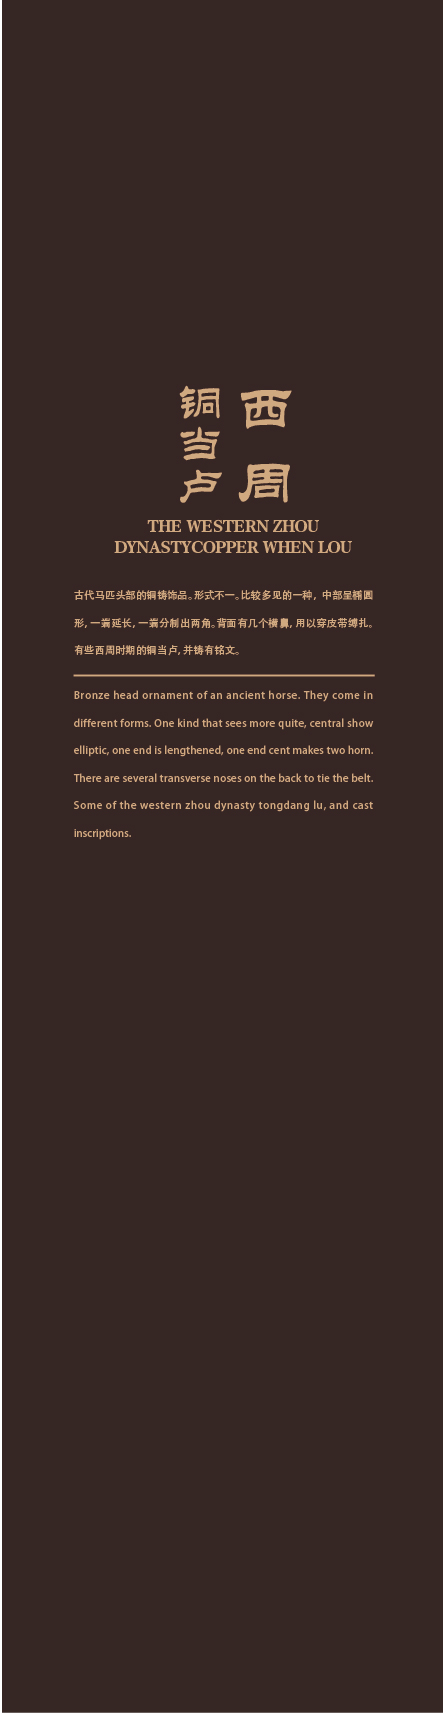 西周
铜当卢
THE WESTERN ZHOU
DYNASTYCOPPER WHEN LOU
古代马匹头部的铜铸饰品。形式不一。比较多见的一种，中部呈椭圆
形，一端延长，一端分制出两角。背面有几个横鼻，用以穿皮带缚扎。
有些西周时期的铜当卢，并铸有铭文。
Bronze head ornament of an ancient horse. They come in
different forms. One kind that sees more quite, central show
elliptic, one end is lengthened, one end cent makes two horn.
There are several transverse noses on the back to tie the belt.
Some of the western zhou dynasty tongdang lu, and cast
inscriptions.